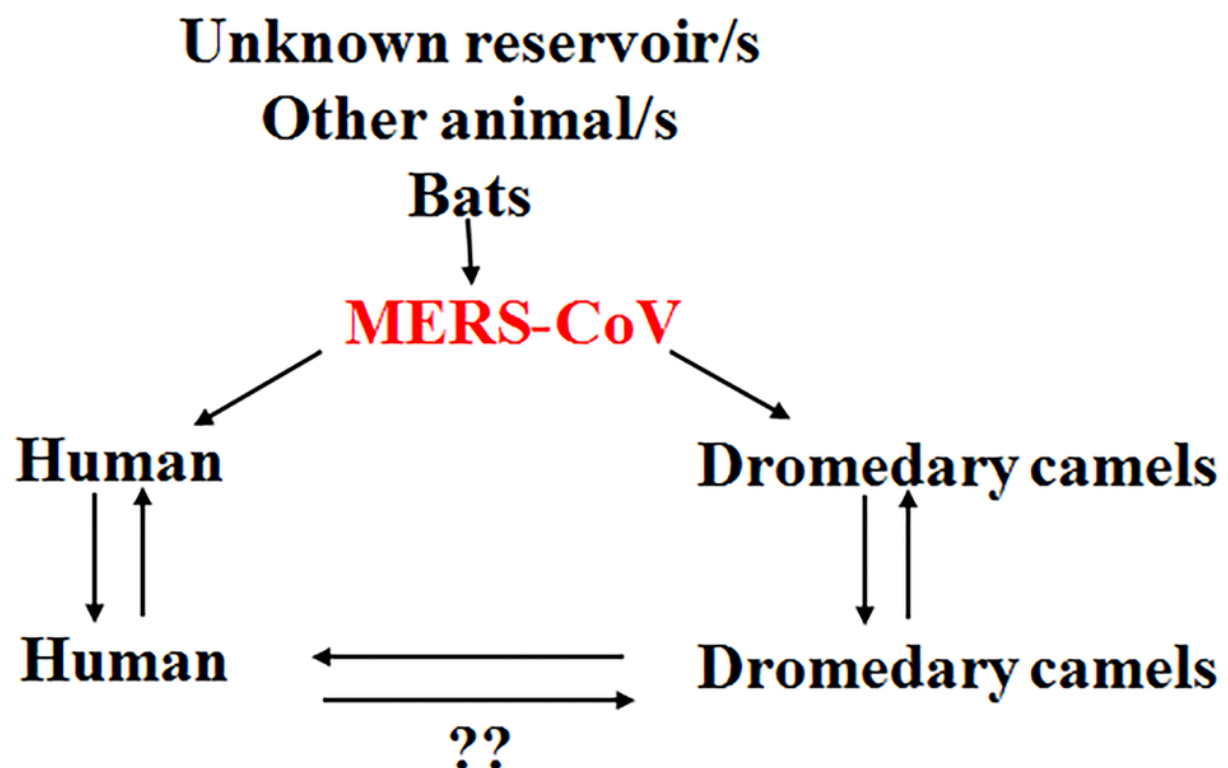 Unknown reservoir/s
Other animal/s
Bats
MERS-CoV
Human
Dromedary camels
Human
Dromedary camels
??